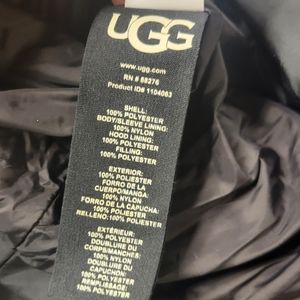 UGG
www.ugg.com
RN # 88276
Product ID# 1104063
SHELL:
100% POLYESTER
BODY/SLEEVE LINING:
100% NYLON
HOOD LINING:
100% POLYESTER
FILLING:
100% POLYESTER
EXTERIOR:
100% POLIESTER
FORRO DE LA
CUERPO/MANGA:
100% NYLON
FORRO DE LA CAPUCHA:
100% POLIESTER
RELLENO:100% POLIESTER
EXTÉRIEUR:
100% POLYESTER
DOUBLURE DU
CORPS/MANCHES:
100% NYLON
DOUBLURE DU
CAPUCHON:
100% POLYESTER
REMPLISSAGE
100% POLYESTER